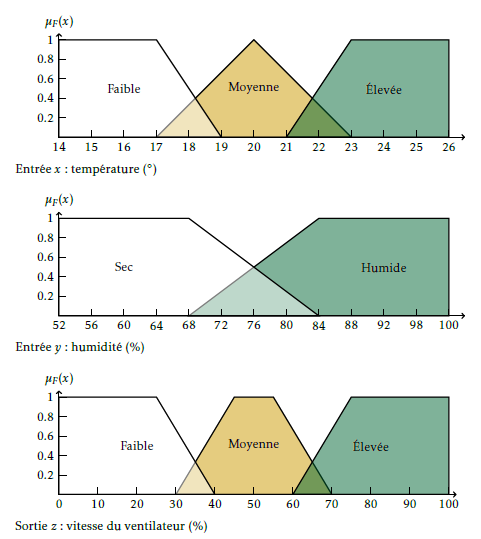 μF(x)
1
0.8
0.6
0.4
0.2
Faible Moyenne Élevée
14 15 16 17 18 19 20 21 22 23 24 25 26
Entrée x : température (°)
μF(x)
1
0.8
0.6
0.4
0.2
Sec Humide
52 56 60 64 68 72 76 80 84 88 92 98 100
Entrée y : humidité (%)
μF(x)
1
0.8
0.6
0.4
0.2
Faible Moyenne Élevée
0 10 20 30 40 50 60 70 80 90 100
Sortie z : vitesse du ventilateur (%)